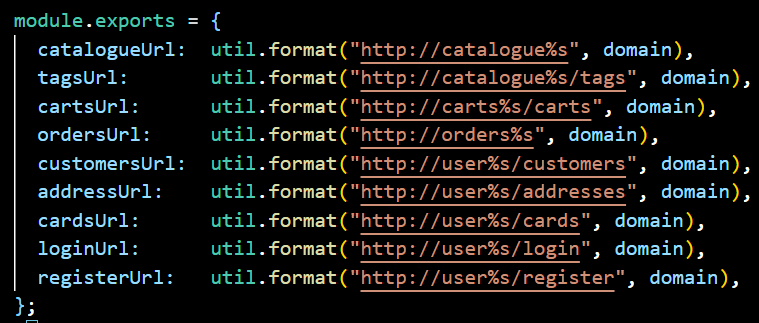 module.exports = {
  catalogueUrl:  util.format("http://catalogue%s", domain),
  tagsUrl:       util.format("http://catalogue%s/tags", domain),
  cartsUrl:      util.format("http://carts%s/carts", domain),
  ordersUrl:     util.format("http://orders%s", domain),
  customersUrl:  util.format("http://user%s/customers", domain),
  addressUrl:    util.format("http://user%s/addresses", domain),
  cardsUrl:      util.format("http://user%s/cards", domain),
  loginUrl:      util.format("http://user%s/login", domain),
  registerUrl:   util.format("http://user%s/register", domain),
};